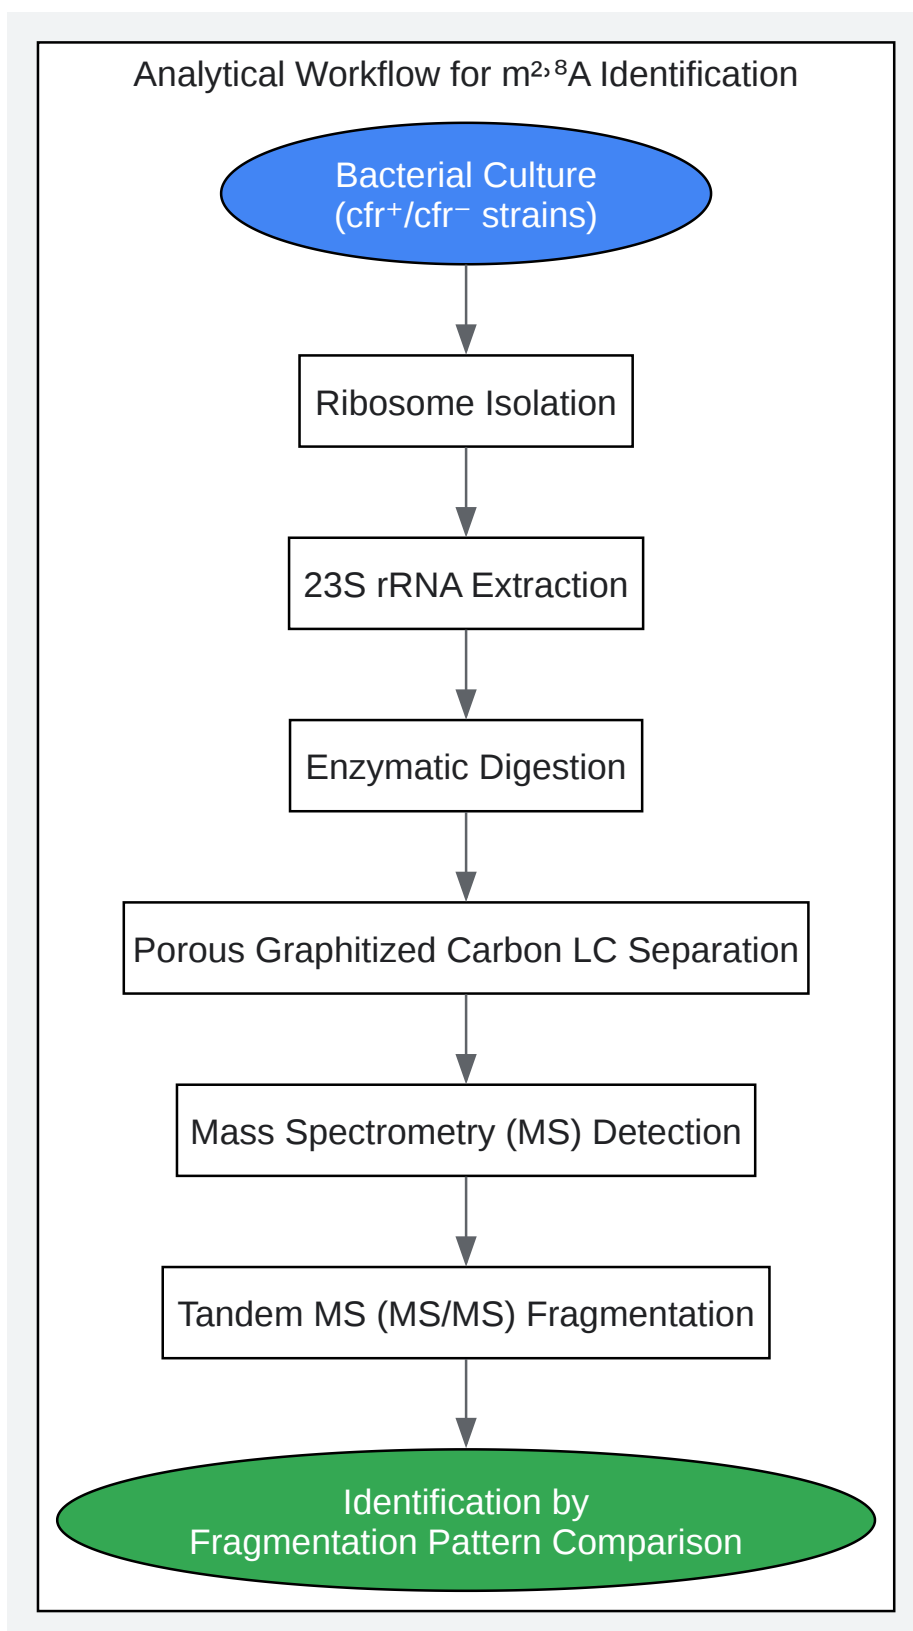 Analytical Workflow for m²˒⁸A Identification
Bacterial Culture
(cfr⁺/cfr⁻ strains)
Ribosome Isolation
23S rRNA Extraction
Enzymatic Digestion
Porous Graphitized Carbon LC Separation
Mass Spectrometry (MS) Detection
Tandem MS (MS/MS) Fragmentation
Identification by
Fragmentation Pattern Comparison